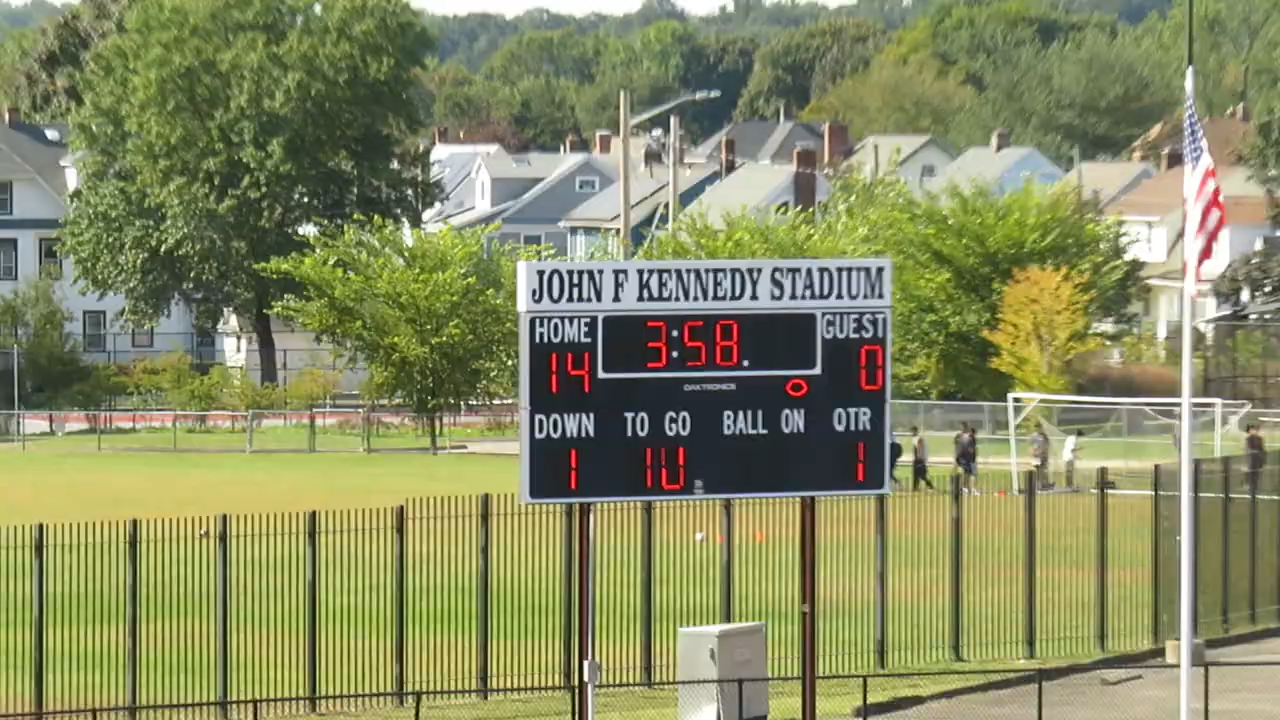 JOHN F KENNEDY STADIUM
HOME 3:58 GUEST
14 0
DAKTRONICS
DOWN TO GO BALL ON QTR
1 10 1